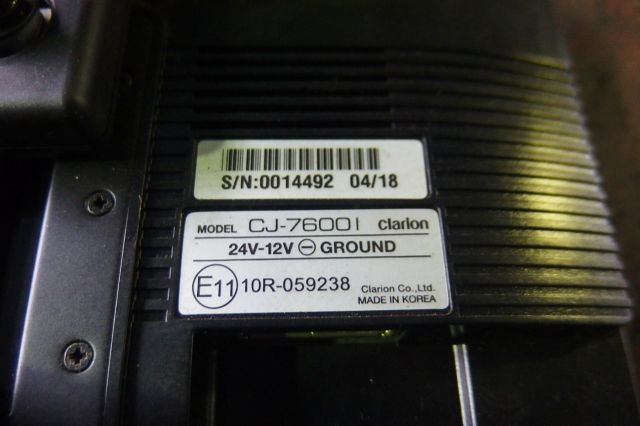 S/N:0014492 04/18
MODEL CJ-7600I clarion
24V-12V ⊖ GROUND
E11 10R-059238 Clarion Co.,Ltd.
MADE IN KOREA